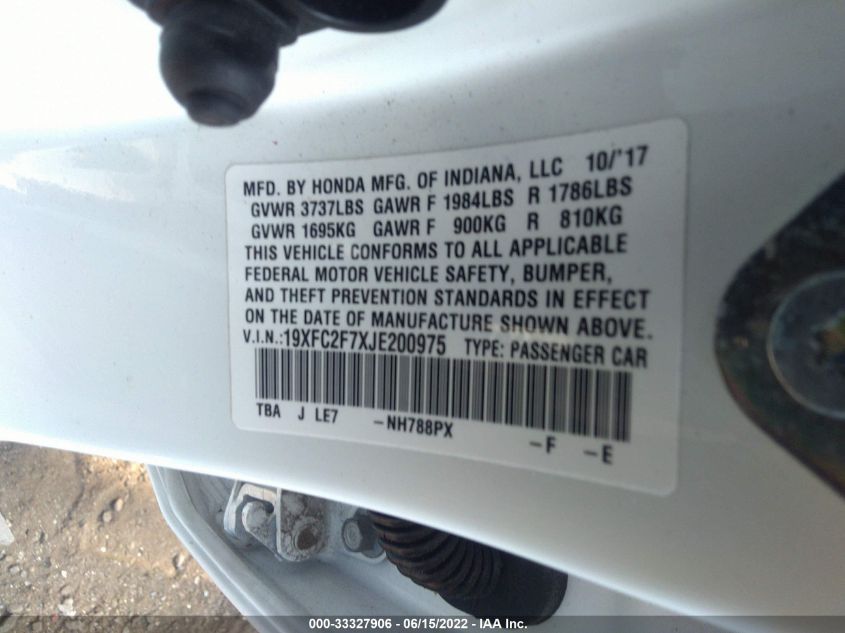 MFD. BY HONDA MFG. OF INDIANA, LLC 10/'17
GVWR 3737LBS GAWR F 1984LBS R 1786LBS
GVWR 1695KG GAWR F 900KG R 810KG
THIS VEHICLE CONFORMS TO ALL APPLICABLE
FEDERAL MOTOR VEHICLE SAFETY, BUMPER,
AND THEFT PREVENTION STANDARDS IN EFFECT
ON THE DATE OF MANUFACTURE SHOWN ABOVE.
V.I.N.:19XFC2F7XJE200975 TYPE: PASSENGER CAR
TBA J LE7 -NH788PX -F -E
000-33327906 - 06/15/2022 - IAA Inc.